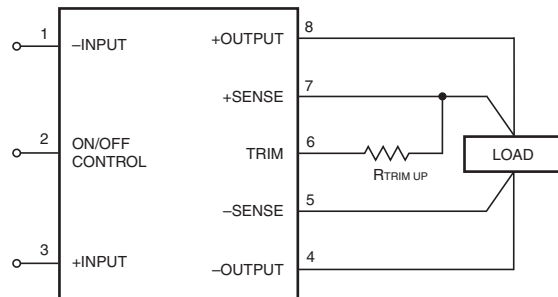 1
–INPUT
+OUTPUT
8
+SENSE
7
2
ON/OFF
CONTROL
TRIM
6
RTRIM UP
LOAD
–SENSE
5
3
+INPUT
–OUTPUT
4